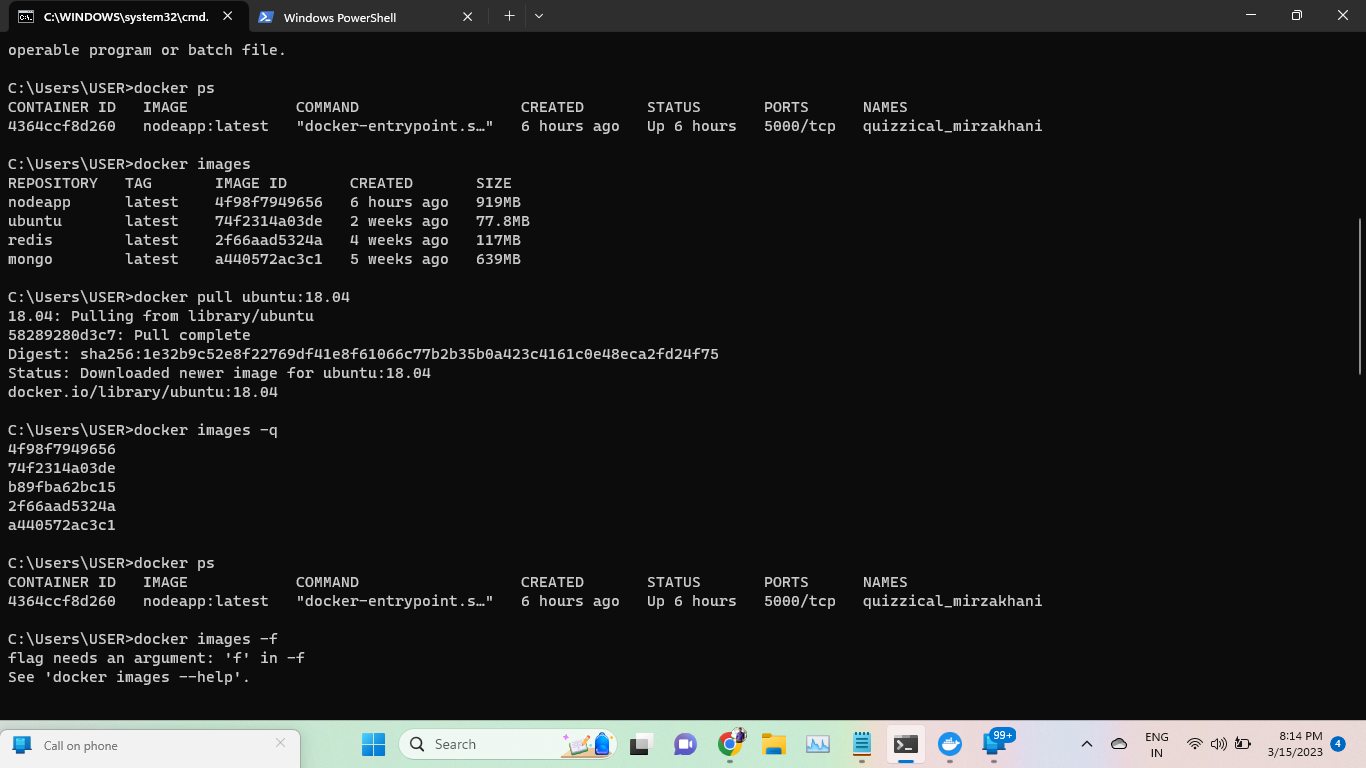 C:\WINDOWS\system32\cmd.
Windows PowerShell
operable program or batch file.
C:\Users\USER>docker ps
CONTAINER ID   IMAGE            COMMAND                  CREATED       STATUS       PORTS      NAMES
4364ccf8d260   nodeapp:latest   "docker-entrypoint.s…"   6 hours ago   Up 6 hours   5000/tcp   quizzical_mirzakhani
C:\Users\USER>docker images
REPOSITORY   TAG       IMAGE ID       CREATED       SIZE
nodeapp      latest    4f98f7949656   6 hours ago   919MB
ubuntu       latest    74f2314a03de   2 weeks ago   77.8MB
redis        latest    2f66aad5324a   4 weeks ago   117MB
mongo        latest    a440572ac3c1   5 weeks ago   639MB
C:\Users\USER>docker pull ubuntu:18.04
18.04: Pulling from library/ubuntu
58289280d3c7: Pull complete
Digest: sha256:1e32b9c52e8f22769df41e8f61066c77b2b35b0a423c4161c0e48eca2fd24f75
Status: Downloaded newer image for ubuntu:18.04
docker.io/library/ubuntu:18.04
C:\Users\USER>docker images -q
4f98f7949656
74f2314a03de
b89fba62bc15
2f66aad5324a
a440572ac3c1
C:\Users\USER>docker ps
CONTAINER ID   IMAGE            COMMAND                  CREATED       STATUS       PORTS      NAMES
4364ccf8d260   nodeapp:latest   "docker-entrypoint.s…"   6 hours ago   Up 6 hours   5000/tcp   quizzical_mirzakhani
C:\Users\USER>docker images -f
flag needs an argument: 'f' in -f
See 'docker images --help'.
Call on phone
Search
99+
ENG
IN
8:14 PM
3/15/2023
4